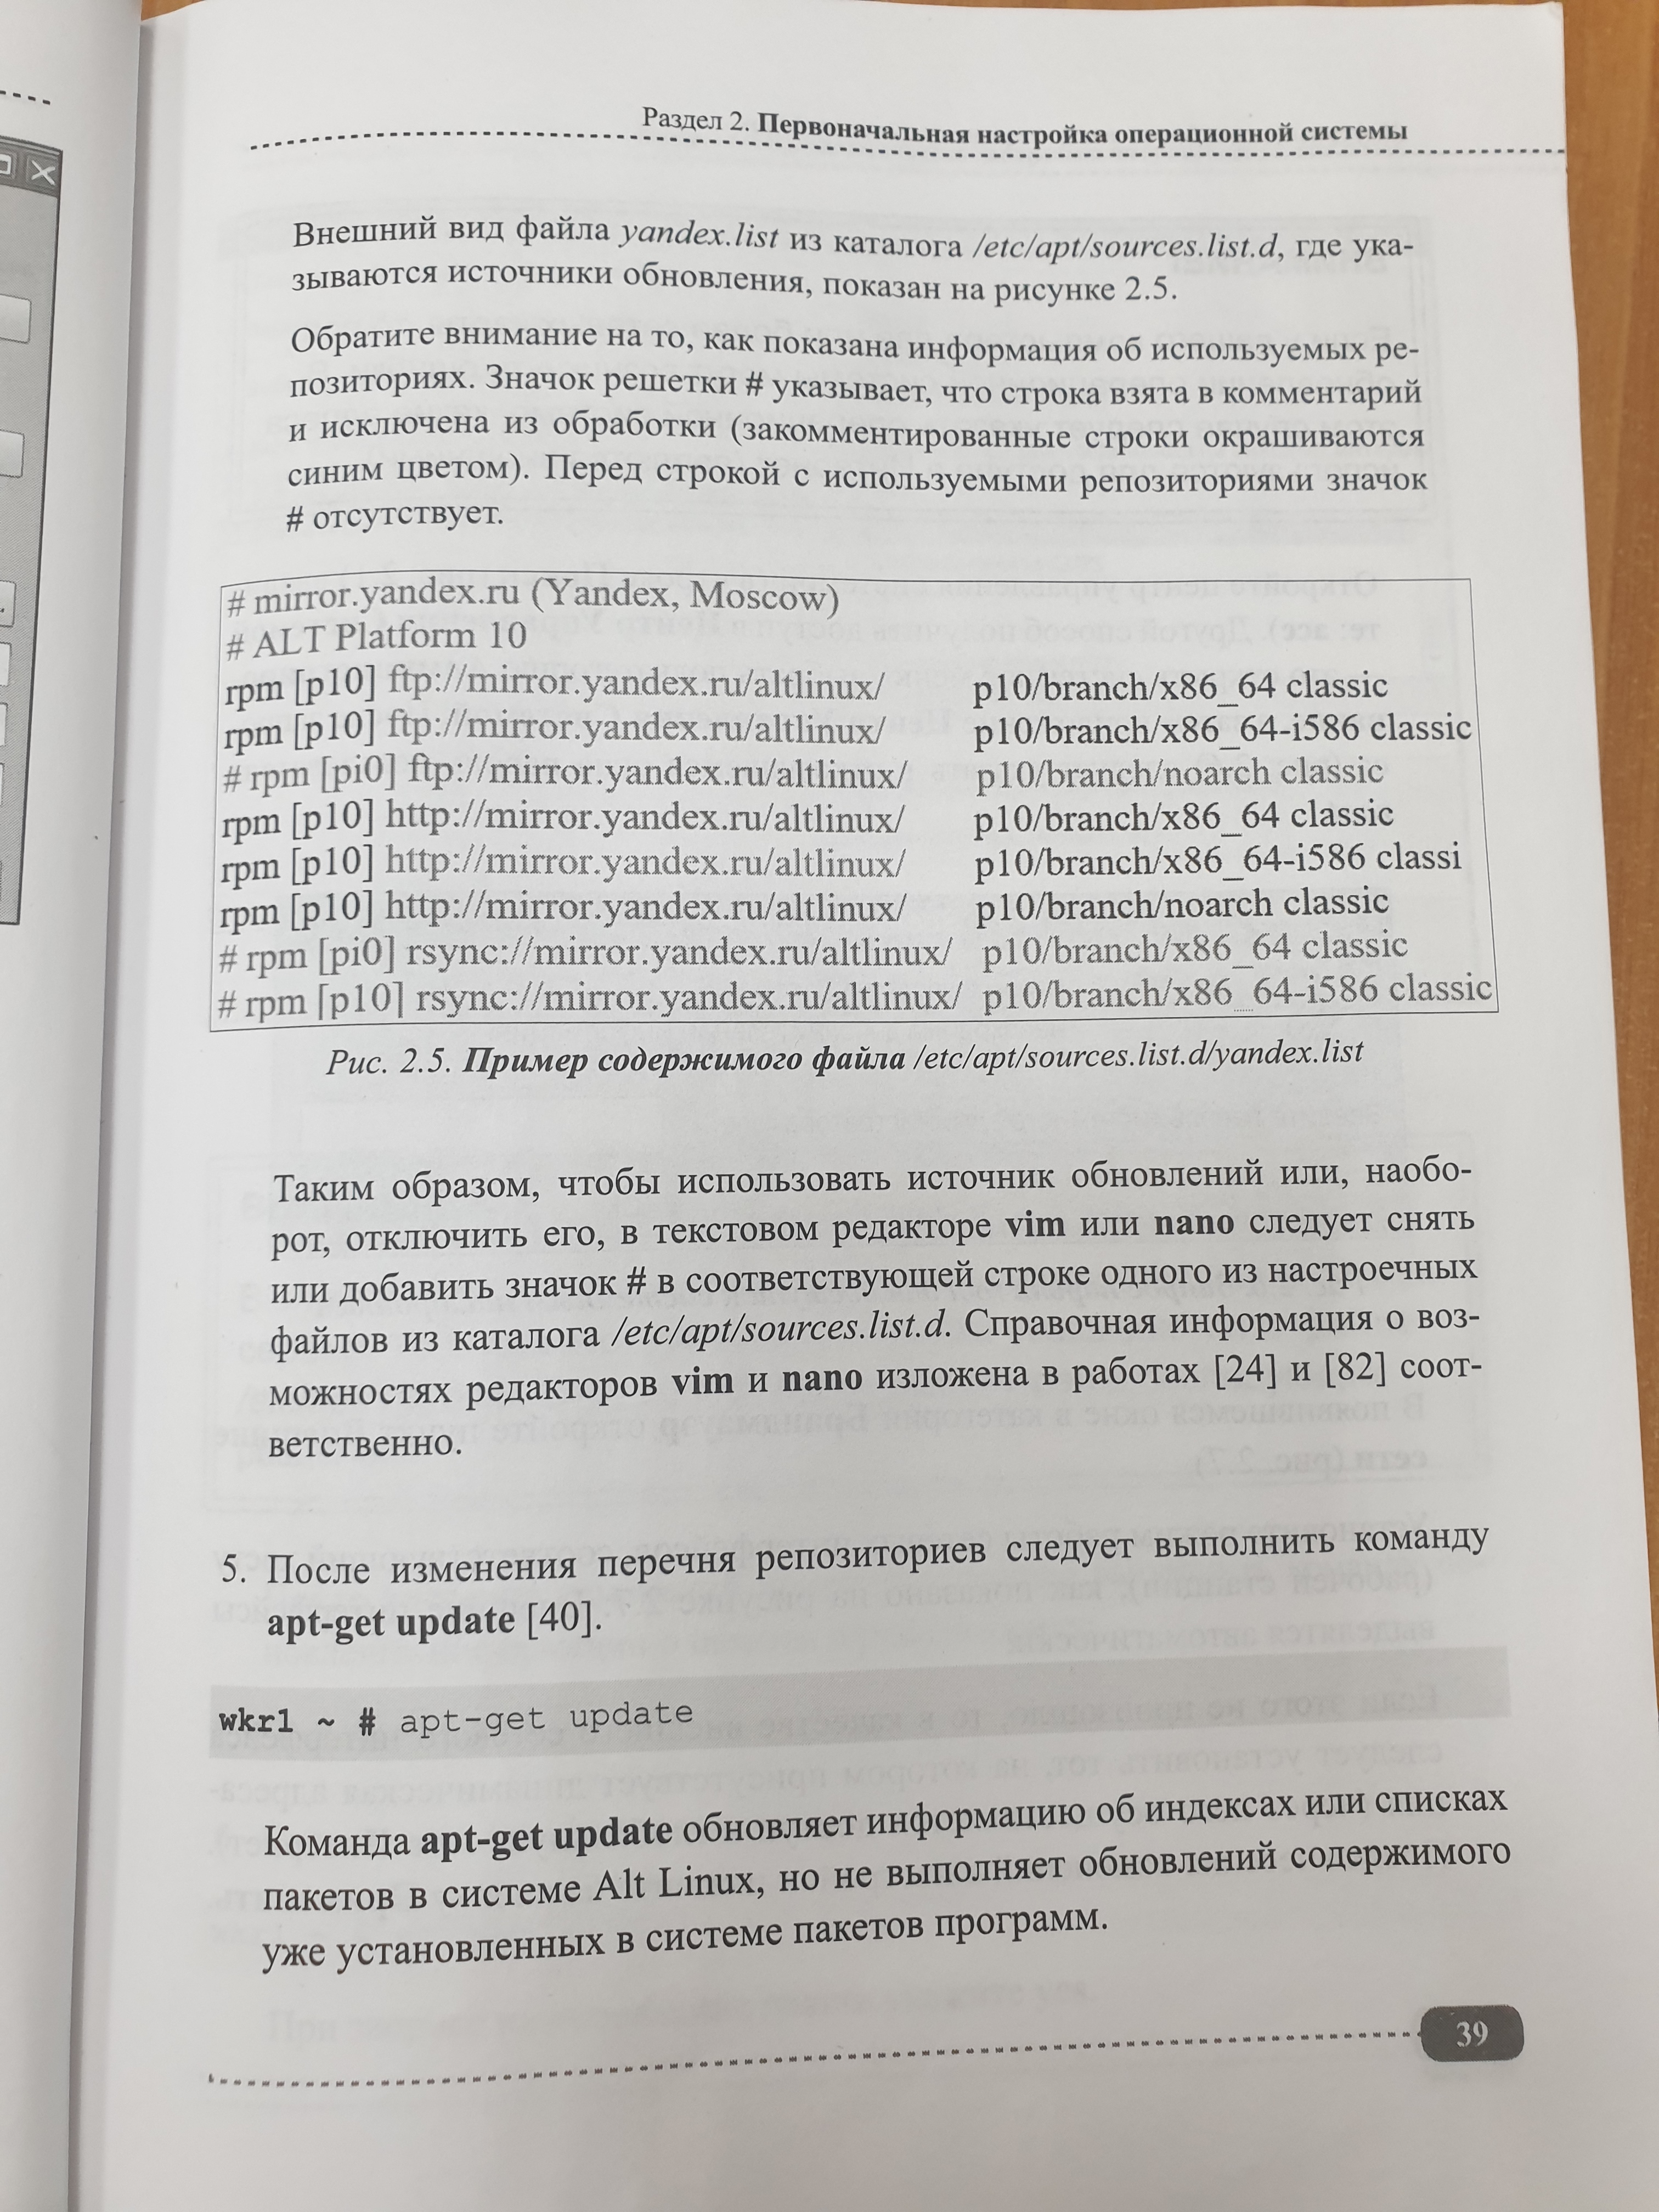 Раздел 2. Первоначальная настройка операционной системы
Внешний вид файла yandex.list из каталога /etc/apt/sources.list.d, где ука-
зываются источники обновления, показан на рисунке 2.5.
Обратите внимание на то, как показана информация об используемых ре-
позиториях. Значок решетки # указывает, что строка взята в комментарий
и исключена из обработки (закомментированные строки окрашиваются
синим цветом). Перед строкой с используемыми репозиториями значок
# отсутствует.
# mirror.yandex.ru (Yandex, Moscow)
# ALT Platform 10
rpm [p10] ftp://mirror.yandex.ru/altlinux/ p10/branch/x86_64 classic
rpm [p10] ftp://mirror.yandex.ru/altlinux/ p10/branch/x86_64-i586 classic
# rpm [pi0] ftp://mirror.yandex.ru/altlinux/ p10/branch/noarch classic
rpm [p10] http://mirror.yandex.ru/altlinux/ p10/branch/x86_64 classic
rpm [p10] http://mirror.yandex.ru/altlinux/ p10/branch/x86_64-i586 classi
rpm [p10] http://mirror.yandex.ru/altlinux/ p10/branch/noarch classic
# rpm [pi0] rsync://mirror.yandex.ru/altlinux/ p10/branch/x86_64 classic
# rpm [p10] rsync://mirror.yandex.ru/altlinux/ p10/branch/x86_64-i586 classic
Рис. 2.5. Пример содержимого файла /etc/apt/sources.list.d/yandex.list
Таким образом, чтобы использовать источник обновлений или, наобо-
рот, отключить его, в текстовом редакторе vim или nano следует снять
или добавить значок # в соответствующей строке одного из настроечных
файлов из каталога /etc/apt/sources.list.d. Справочная информация о воз-
можностях редакторов vim и nano изложена в работах [24] и [82] соот-
ветственно.
5. После изменения перечня репозиториев следует выполнить команду
apt-get update [40].
wkr1 ~ # apt-get update
Команда apt-get update обновляет информацию об индексах или списках
пакетов в системе Alt Linux, но не выполняет обновлений содержимого
уже установленных в системе пакетов программ.
39